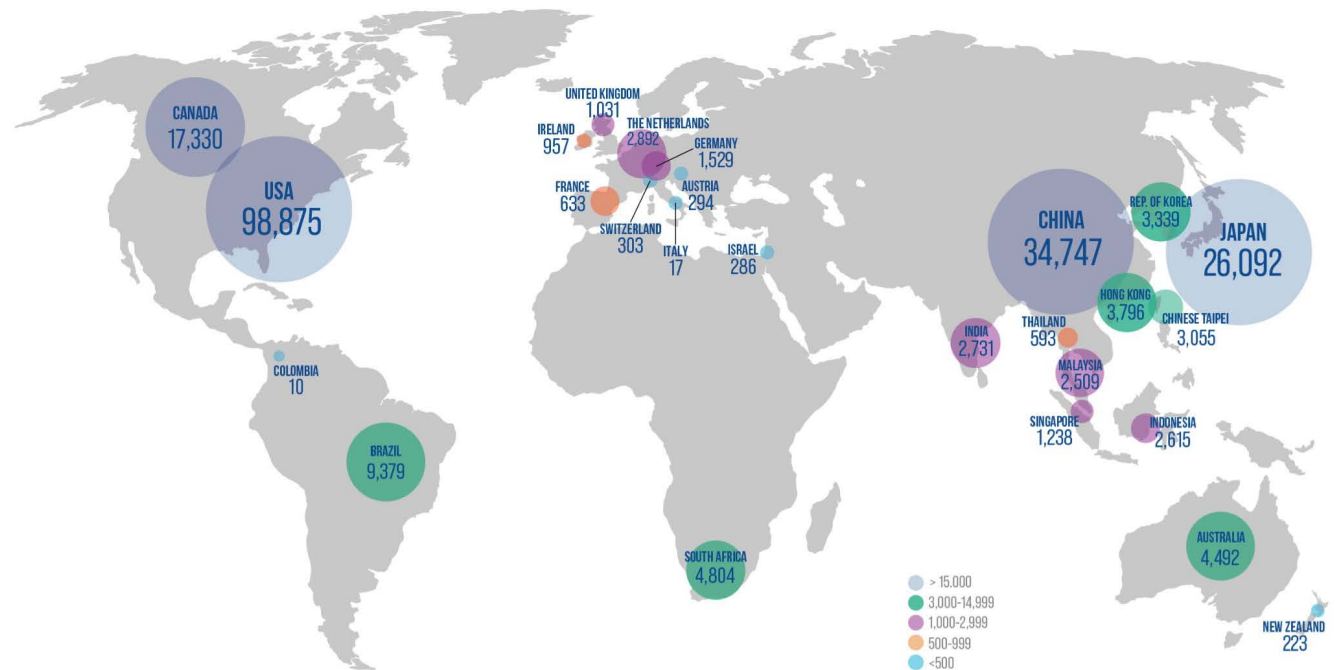 CANADA
17,330
USA
98,875
COLOMBIA
10
BRAZIL
9,379
UNITED KINGDOM
1,031
IRELAND
957
THE NETHERLANDS
2,892
GERMANY
1,529
FRANCE
633
AUSTRIA
294
SWITZERLAND
303
ITALY
17
ISRAEL
286
SOUTH AFRICA
4,804
CHINA
34,747
REP. OF KOREA
3,339
JAPAN
26,092
HONG KONG
3,796
CHINESE TAIPEI
3,055
INDIA
2,731
THAILAND
593
MALAYSIA
2,509
SINGAPORE
1,238
INDONESIA
2,615
AUSTRALIA
4,492
NEW ZEALAND
223
> 15.000
3,000-14,999
1,000-2,999
500-999
<500